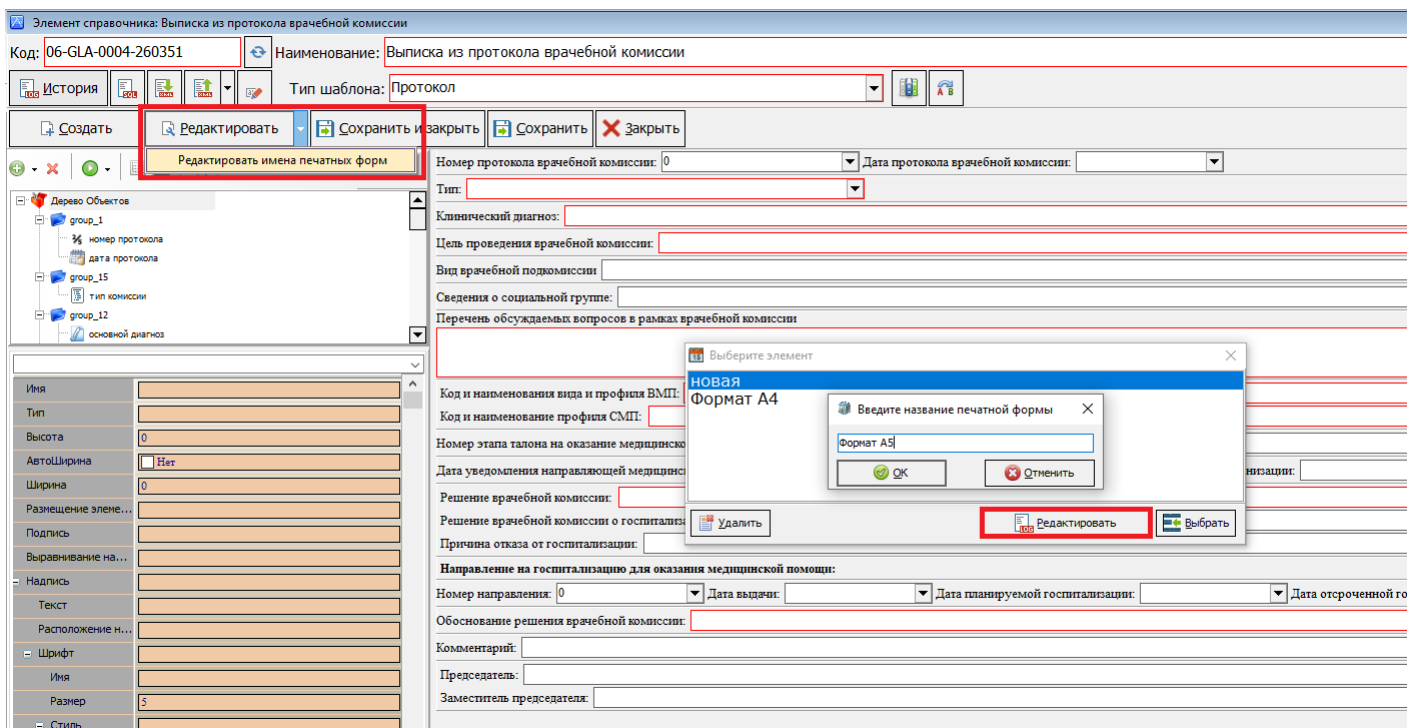 Элемент справочника: Выписка из протокола врачебной комиссии
Код: 06-GLA-0004-260351 Наименование: Выписка из протокола врачебной комиссии
LOG История SQL XML XML Тип шаблона: Протокол
Создать Редактировать Сохранить и закрыть Сохранить Закрыть
Редактировать имена печатных форм
Номер протокола врачебной комиссии: 0 Дата протокола врачебной комиссии:
Тип:
Клинический диагноз:
Цель проведения врачебной комиссии:
Вид врачебной подкомиссии
Сведения о социальной группе:
Перечень обсуждаемых вопросов в рамках врачебной комиссии
Дерево Объектов
group_1
номер протокола
дата протокола
group_15
тип комиссии
group_12
основной диагноз
Имя
Тип
Высота 0
АвтоШирина Нет
Ширина 0
Размещение элеме...
Подпись
Выравнивание на...
Надпись
Текст
Расположение н...
Шрифт
Имя
Размер 5
Стиль
Код и наименования вида и профиля ВМП:
Код и наименование профиля СМП:
Номер этапа талона на оказание медицинско
Дата уведомления направляющей медицинс
низации:
Решение врачебной комиссии:
Решение врачебной комиссии о госпитализа
Причина отказа от госпитализации:
Направление на госпитализацию для оказания медицинской помощи:
Номер направления: 0 Дата выдачи: Дата планируемой госпитализации: Дата отсроченной го
Обоснование решения врачебной комиссии:
Комментарий:
Председатель:
Заместитель председателя:
Выберите элемент
новая
Формат А4
Введите название печатной формы
Формат А5
ОК Отменить
Удалить LOG Редактировать Выбрать